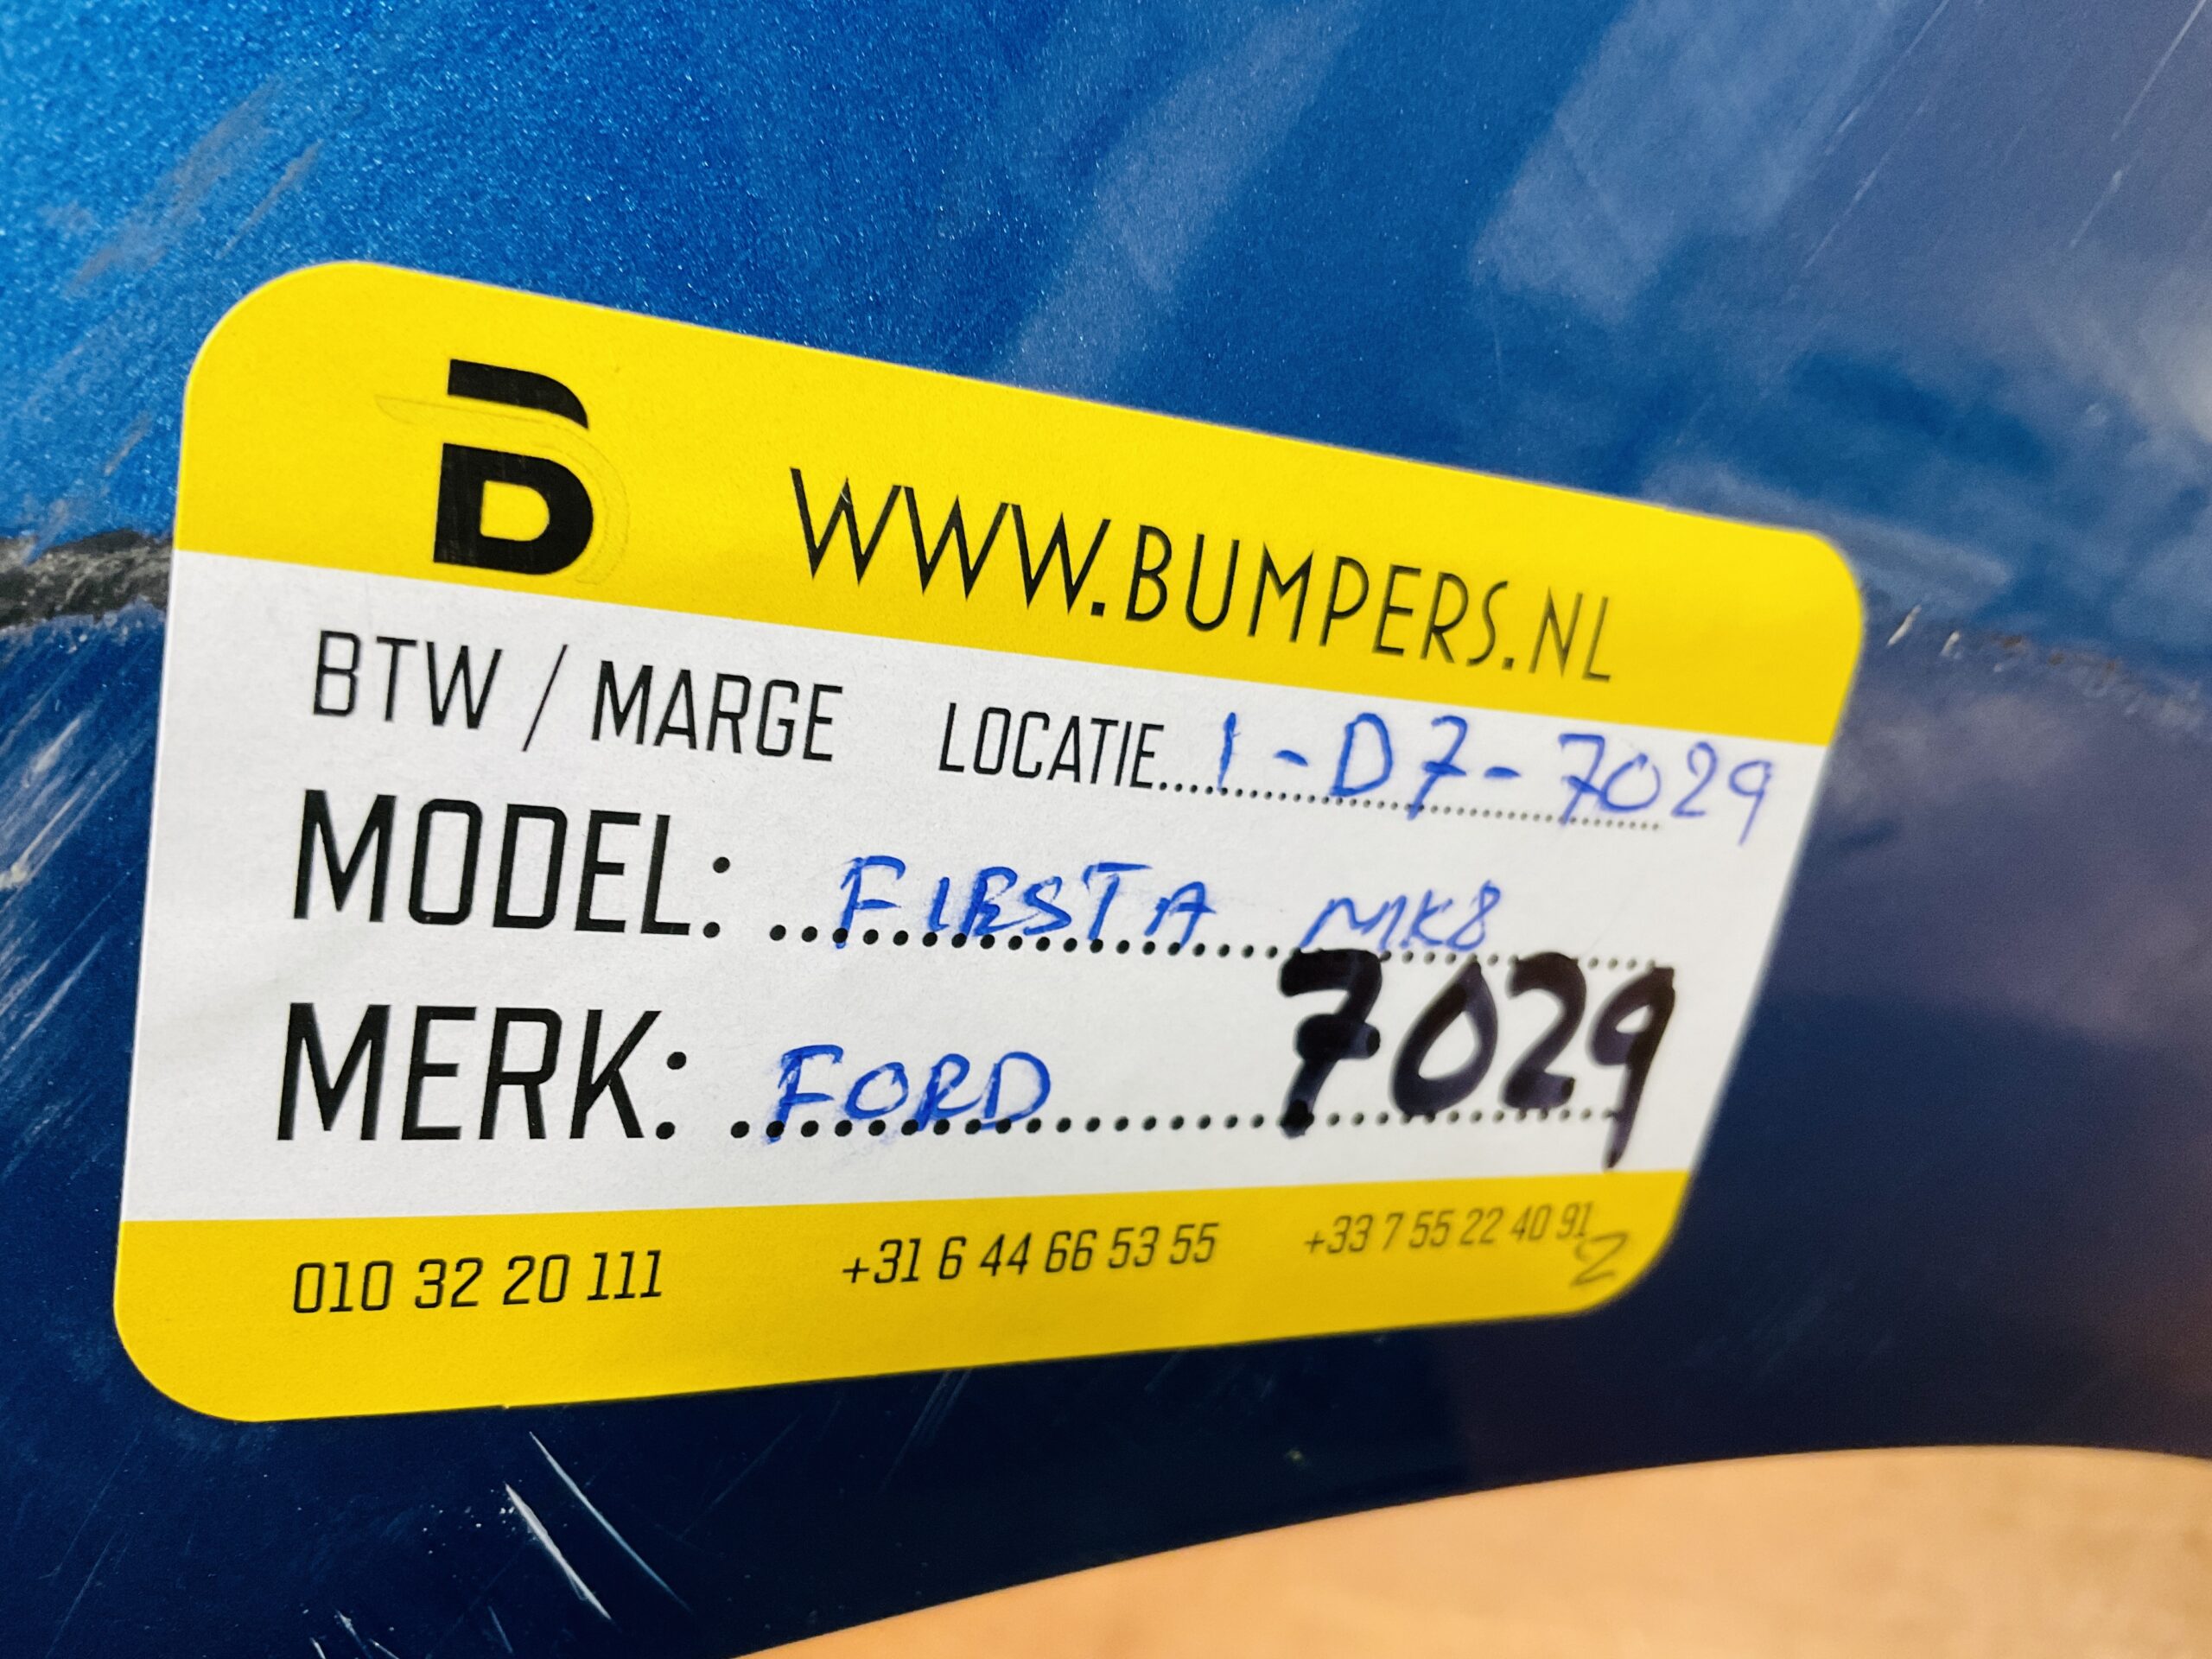 B
WWW.BUMPERS.NL
BTW / MARGE LOCATIE....1-D7-7029
MODEL: ..FIESTA MK8
7029
MERK: ..FORD
010 32 20 111 +31 6 44 66 53 55 +33 7 55 22 40 91
2